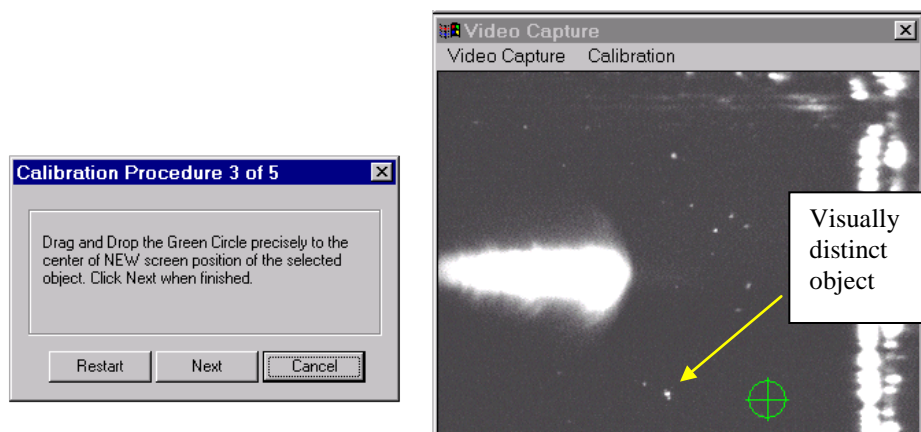 Calibration Procedure 3 of 5
Drag and Drop the Green Circle precisely to the
center of NEW screen position of the selected
object. Click Next when finished.
Restart Next Cancel
Video Capture
Video Capture Calibration
Visually
distinct
object